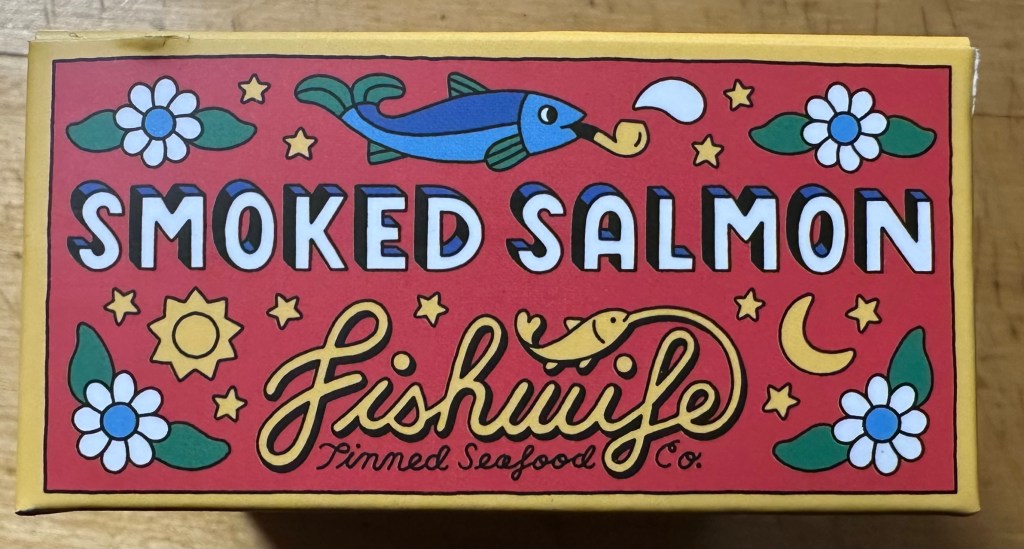 SMOKED SALMON
Fishwife
Tinned Seafood Co.